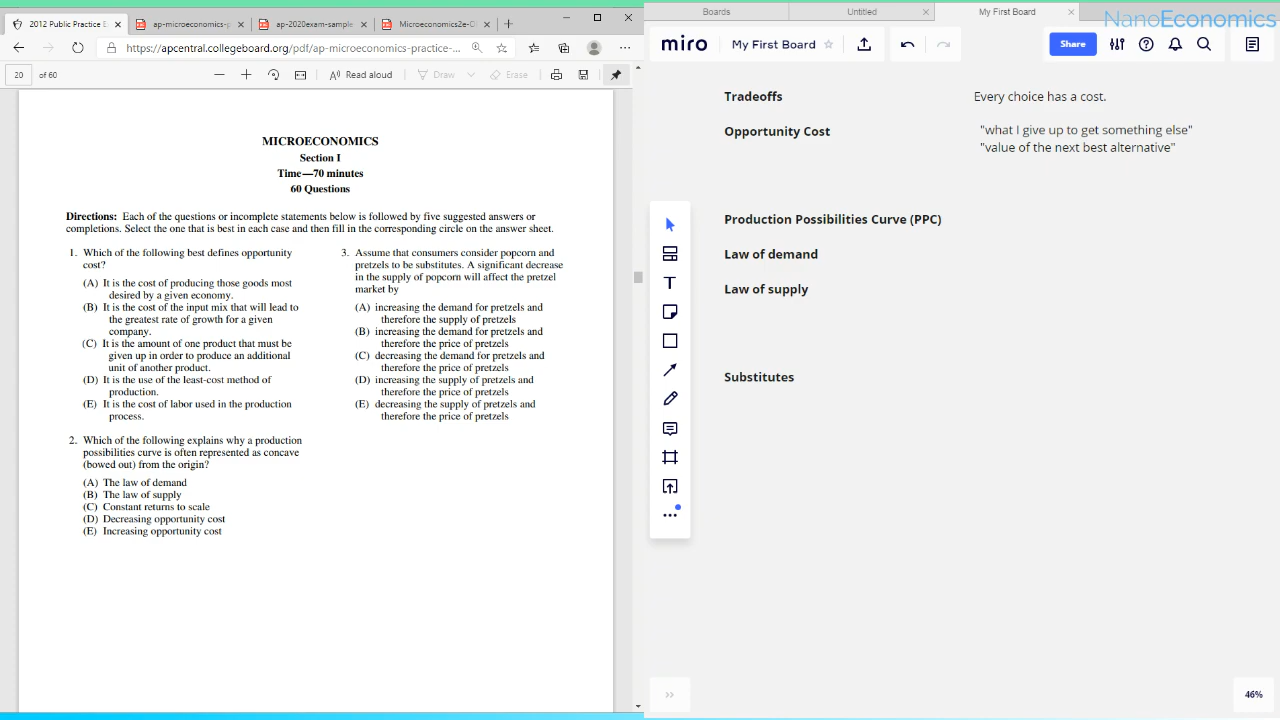 2012 Public Practice E
ap-microeconomics-p
ap-2020exam-sample
Microeconomics2e-C
https://apcentral.collegeboard.org/pdf/apmicroeconomics-practice-...
20 of 60
Read aloud
Draw
Erase
MICROECONOMICS
Section I
Time—70 minutes
60 Questions
Directions: Each of the questions or incomplete statements below is followed by five suggested answers or
completions. Select the one that is best in each case and then fill in the corresponding circle on the answer sheet.
1. Which of the following best defines opportunity
cost?
(A) It is the cost of producing those goods most
desired by a given economy.
(B) It is the cost of the input mix that will lead to
the greatest rate of growth for a given
company.
(C) It is the amount of one product that must be
given up in order to produce an additional
unit of another product.
(D) It is the use of the least-cost method of
production.
(E) It is the cost of labor used in the production
process.
2. Which of the following explains why a production
possibilities curve is often represented as concave
(bowed out) from the origin?
(A) The law of demand
(B) The law of supply
(C) Constant returns to scale
(D) Decreasing opportunity cost
(E) Increasing opportunity cost
3. Assume that consumers consider popcorn and
pretzels to be substitutes. A significant decrease
in the supply of popcorn will affect the pretzel
market by
(A) increasing the demand for pretzels and
therefore the supply of pretzels
(B) increasing the demand for pretzels and
therefore the price of pretzels
(C) decreasing the demand for pretzels and
therefore the price of pretzels
(D) increasing the supply of pretzels and
therefore the price of pretzels
(E) decreasing the supply of pretzels and
therefore the price of pretzels
Boards
Untitled
My First Board
NanoEconomics
miro
My First Board
Share
Tradeoffs
Every choice has a cost.
Opportunity Cost
"what I give up to get something else"
"value of the next best alternative"
Production Possibilities Curve (PPC)
Law of demand
Law of supply
Substitutes
46%